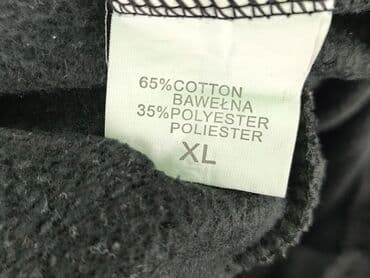 65% COTTON
BAWEŁNA
35% POLYESTER
POLIESTER
XL